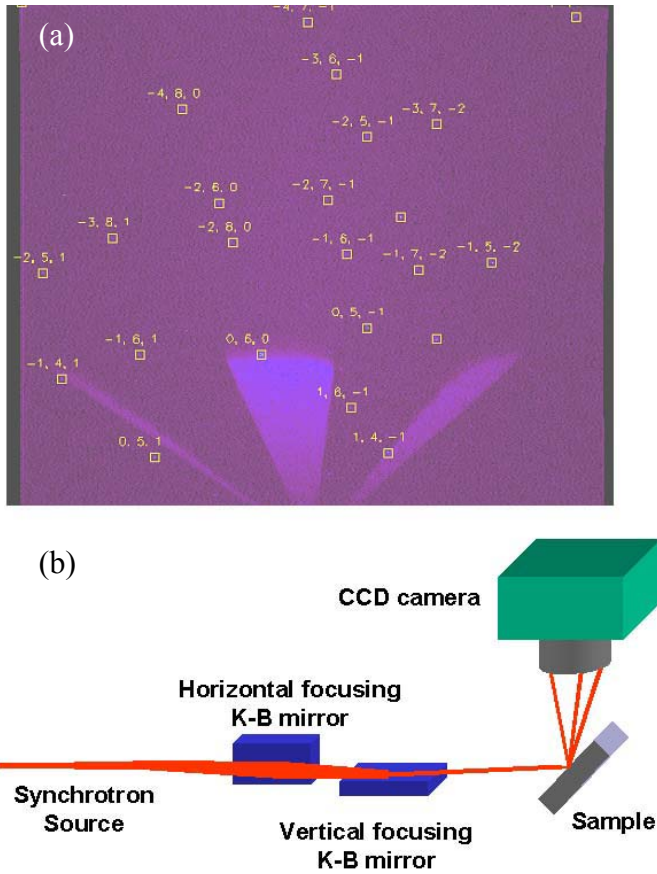 (a)
-4, 7, -1
-3, 6, -1
-4, 8, 0
-3, 7, -2
-2, 5, -1
-2, 6, 0
-2, 7, -1
-3, 8, 1
-2, 8, 0
-1, 6, -1
-1, 7, -2
-1, 5, -2
-2, 5, 1
0, 5, -1
-1, 6, 1
0, 6, 0
-1, 4, 1
1, 6, -1
0, 5, 1
1, 4, -1
(b)
CCD camera
Horizontal focusing
K-B mirror
Synchrotron
Source
Vertical focusing
K-B mirror
Sample